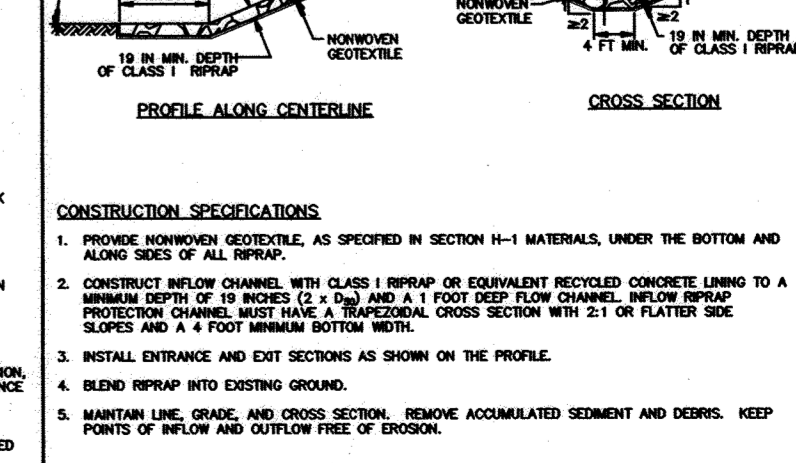 NONWOVEN
GEOTEXTILE
19 IN MIN. DEPTH
OF CLASS I RIPRAP
PROFILE ALONG CENTERLINE
NONWOVEN
GEOTEXTILE
≥2
≥2
4 FT MIN.
19 IN MIN. DEPTH
OF CLASS I RIPRAP
CROSS SECTION
CONSTRUCTION SPECIFICATIONS
1. PROVIDE NONWOVEN GEOTEXTILE, AS SPECIFIED IN SECTION H-1 MATERIALS, UNDER THE BOTTOM AND
ALONG SIDES OF ALL RIPRAP.
2. CONSTRUCT INFLOW CHANNEL WITH CLASS I RIPRAP OR EQUIVALENT RECYCLED CONCRETE LINING TO A
MINIMUM DEPTH OF 19 INCHES (2 x D50) AND A 1 FOOT DEEP FLOW CHANNEL. INFLOW RIPRAP
PROTECTION CHANNEL MUST HAVE A TRAPEZOIDAL CROSS SECTION WITH 2:1 OR FLATTER SIDE
SLOPES AND A 4 FOOT MINIMUM BOTTOM WIDTH.
3. INSTALL ENTRANCE AND EXIT SECTIONS AS SHOWN ON THE PROFILE.
4. BLEND RIPRAP INTO EXISTING GROUND.
5. MAINTAIN LINE, GRADE, AND CROSS SECTION. REMOVE ACCUMULATED SEDIMENT AND DEBRIS. KEEP
POINTS OF INFLOW AND OUTFLOW FREE OF EROSION.